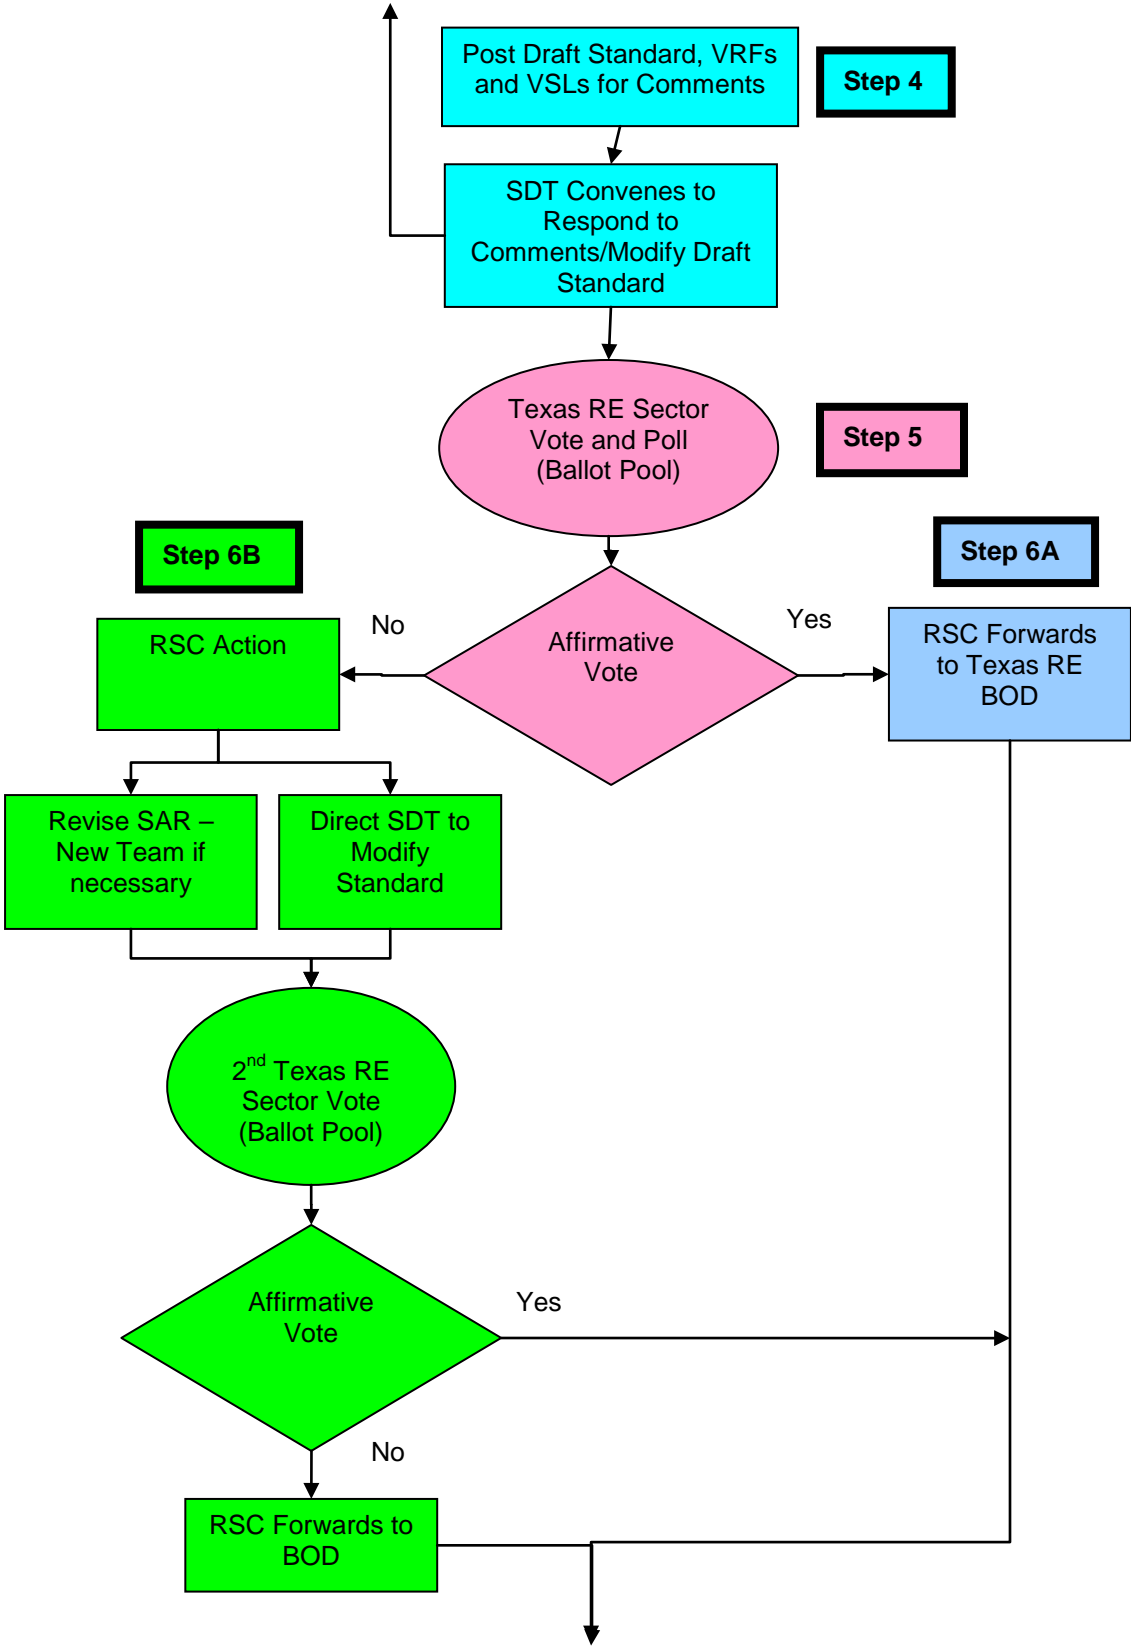 Post Draft Standard, VRFs
and VSLs for Comments
Step 4
SDT Convenes to
Respond to
Comments/Modify Draft
Standard
Texas RE Sector
Vote and Poll
(Ballot Pool)
Step 5
Step 6B
Step 6A
RSC Action
No
Affirmative
Vote
Yes
RSC Forwards
to Texas RE
BOD
Revise SAR –
New Team if
necessary
Direct SDT to
Modify
Standard
2nd Texas RE
Sector Vote
(Ballot Pool)
Affirmative
Vote
Yes
No
RSC Forwards to
BOD